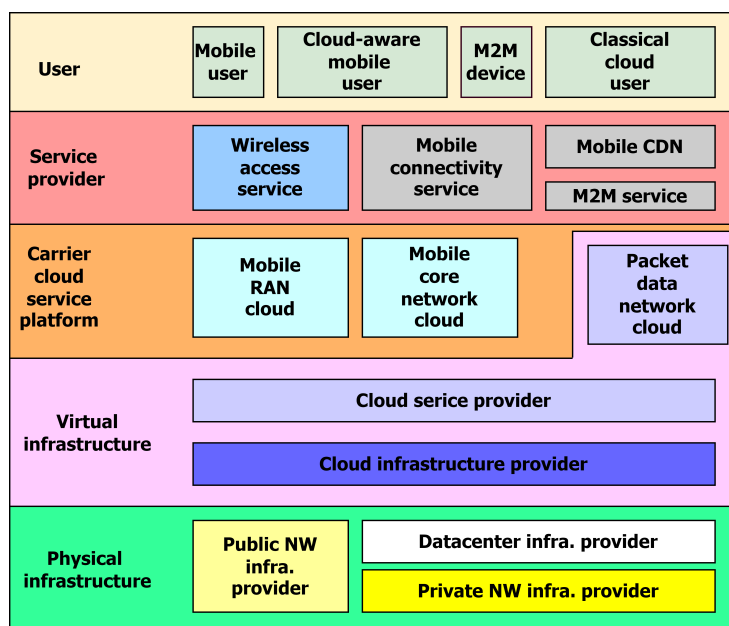 User
Mobile
user
Cloud-aware
mobile
user
M2M
device
Classical
cloud
user
Service
provider
Wireless
access
service
Mobile
connectivity
service
Mobile CDN
M2M service
Carrier
cloud
service
platform
Mobile
RAN
cloud
Mobile
core
network
cloud
Packet
data
network
cloud
Virtual
infrastructure
Cloud serice provider
Cloud infrastructure provider
Physical
infrastructure
Public NW
infra.
provider
Datacenter infra. provider
Private NW infra. provider